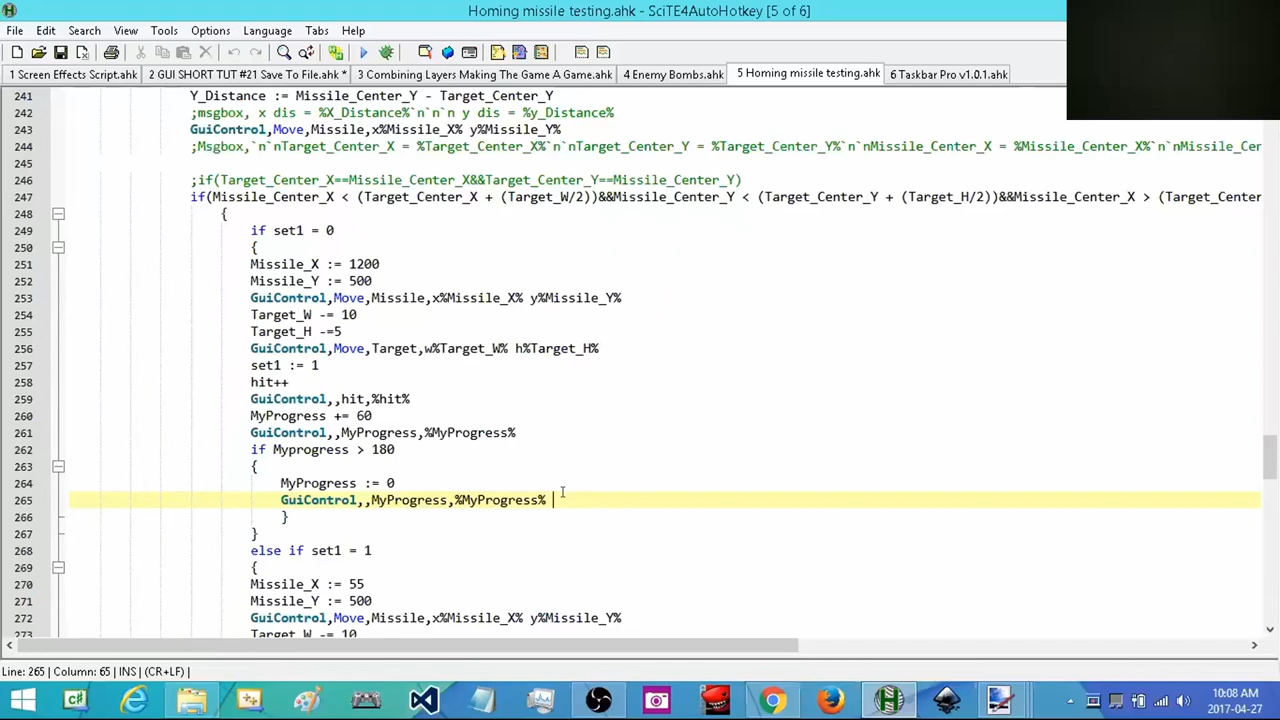 Homing missile testing.ahk - SciTE4AutoHotkey [5 of 6]
File Edit Search View Tools Options Language Tabs Help
1 Screen Effects Script.ahk 2 GUI SHORT TUT #21 Save To File.ahk * 3 Combining Layers Making The Game A Game.ahk 4 Enemy Bombs.ahk 5 Homing missile testing.ahk 6 Taskbar Pro v1.0.1.ahk
241 Y_Distance := Missile_Center_Y - Target_Center_Y
242 ;msgbox, x dis = %X_Distance%`n`n`n y dis = %y_Distance%
243 GuiControl,Move,Missile,x%Missile_X% y%Missile_Y%
244 ;Msgbox,`n`nTarget_Center_X = %Target_Center_X%`n`nTarget_Center_Y = %Target_Center_Y%`n`nMissile_Center_X = %Missile_Center_X%`n`nMissile_Cer
245
246 ;if(Target_Center_X==Missile_Center_X&&Target_Center_Y==Missile_Center_Y)
247 if(Missile_Center_X < (Target_Center_X + (Target_W/2))&&Missile_Center_Y < (Target_Center_Y + (Target_H/2))&&Missile_Center_X > (Target_Center
248 {
249 if set1 = 0
250 {
251 Missile_X := 1200
252 Missile_Y := 500
253 GuiControl,Move,Missile,x%Missile_X% y%Missile_Y%
254 Target_W -= 10
255 Target_H -=5
256 GuiControl,Move,Target,w%Target_W% h%Target_H%
257 set1 := 1
258 hit++
259 GuiControl,,hit,%hit%
260 MyProgress += 60
261 GuiControl,,MyProgress,%MyProgress%
262 if Myprogress > 180
263 {
264 MyProgress := 0
265 GuiControl,,MyProgress,%MyProgress%
266 }
267 }
268 else if set1 = 1
269 {
270 Missile_X := 55
271 Missile_Y := 500
272 GuiControl,Move,Missile,x%Missile_X% y%Missile_Y%
273 Target_W -= 10
Line: 265 | Column: 65 | INS | (CR+LF)
10:08 AM
2017-04-27